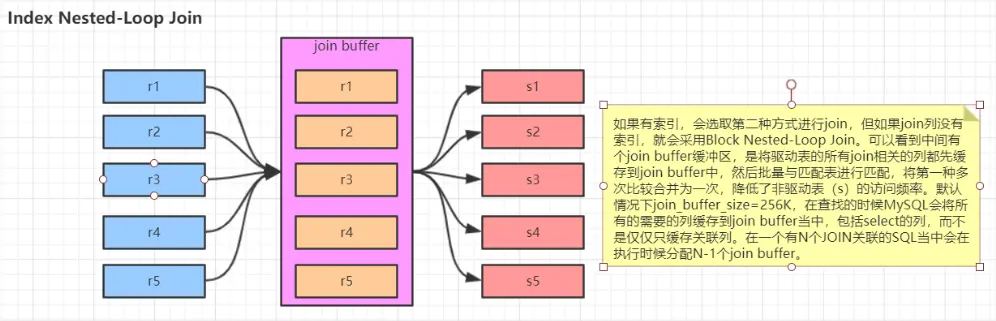 Index Nested-Loop Join
join buffer
r1
r1
s1
r2
r2
s2
r3
r3
s3
r4
r4
s4
r5
r5
s5
如果有索引，会选取第二种方式进行join，但如果join列没有
索引，就会采用Block Nested-Loop Join。可以看到中间有
个join buffer缓冲区，是将驱动表的所有join相关的列都先缓
存到join buffer中，然后批量与匹配表进行匹配，将第一种多
次比较合并为一次，降低了非驱动表（s）的访问频率。默认
情况下join_buffer_size=256K，在查找的时候MySQL会将所
有的需要的列缓存到join buffer当中，包括select的列，而不
是仅仅只缓存关联列。在一个有N个JOIN关联的SQL当中会在
执行时候分配N-1个join buffer。